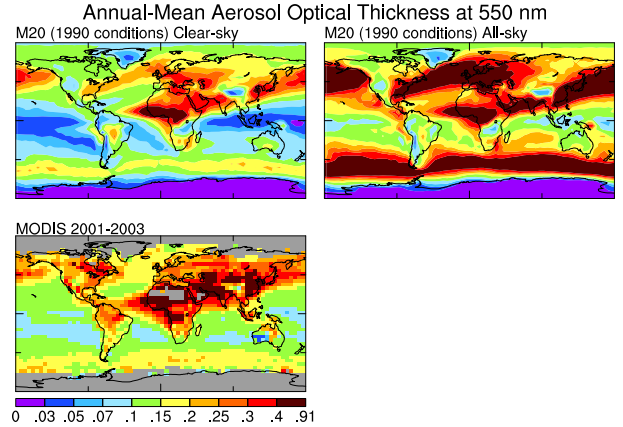 Annual-Mean Aerosol Optical Thickness at 550 nm
M20 (1990 conditions) Clear-sky
M20 (1990 conditions) All-sky
MODIS 2001-2003
0 .03 .05 .07 .1 .15 .2 .25 .3 .4 .91